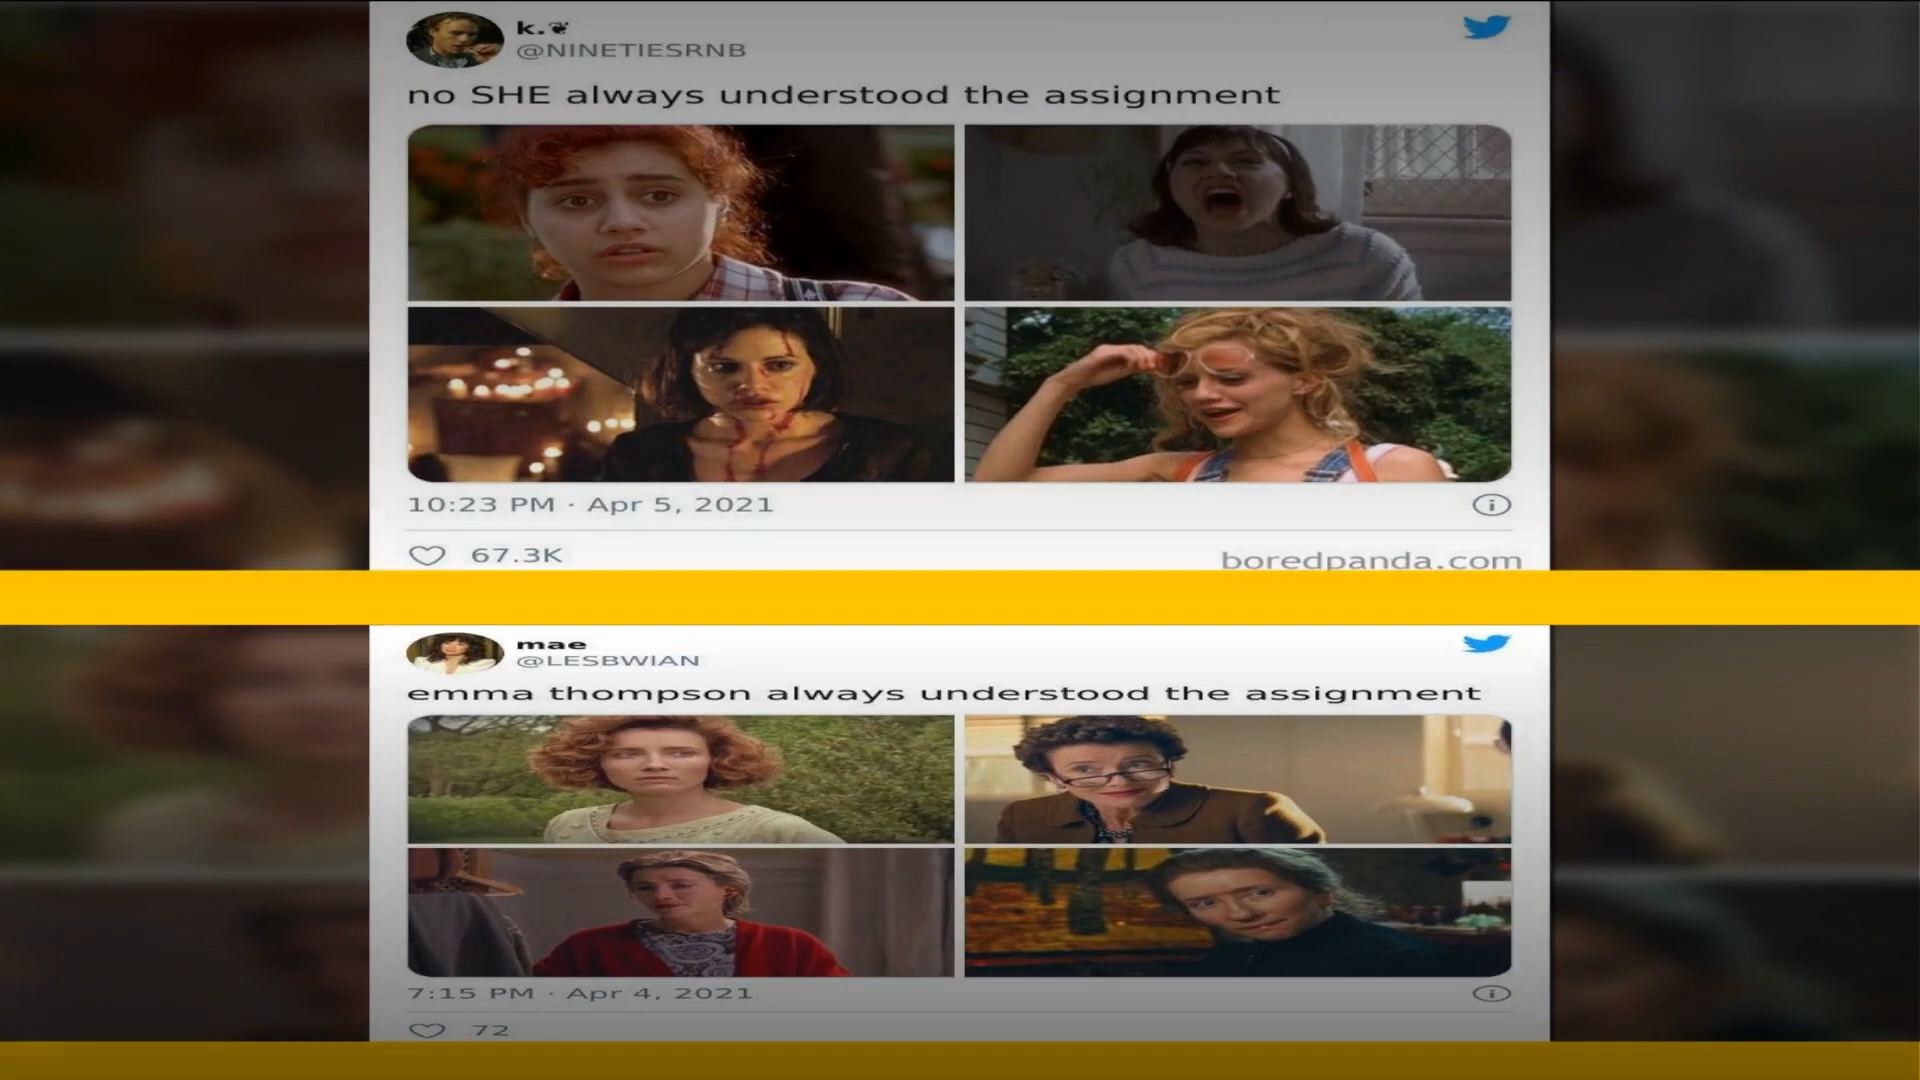 k.❦
@NINETIESRNB
no SHE always understood the assignment
10:23 PM · Apr 5, 2021
67.3K
boredpanda.com
mae
@LESBWIAN
emma thompson always understood the assignment
7:15 PM · Apr 4, 2021
72